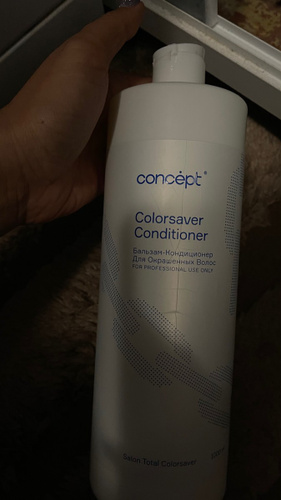 concept
Colorsaver
Conditioner
Бальзам-Кондиционер
Для Окрашенных Волос
FOR PROFESSIONAL USE ONLY
Salon Total Colorsaver